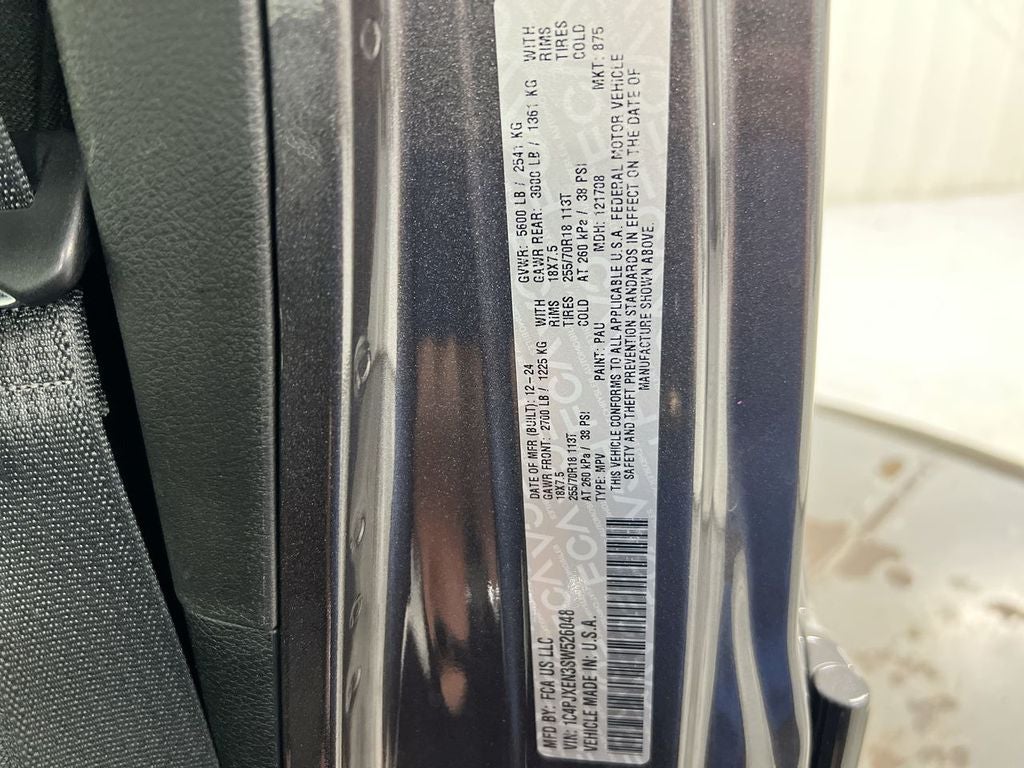 MFD BY: FCA US LLC
DATE OF MFR (BUILT): 12-24
GVWR: 5600 LB / 2541 KG
GAWR FRONT: 2700 LB / 1225 KG WITH
GAWR REAR: 3000 LB / 1361 KG WITH
18X7.5 RIMS
18X7.5 RIMS
255/70R18 113T TIRES
255/70R18 113T TIRES
AT 260 kPa / 38 PSI COLD
AT 260 kPa / 38 PSI COLD
VIN: 1C4PJXEN3SW526048
TYPE: MPV PAINT: PAU MDH: 121708 MKT: 875
VEHICLE MADE IN: U.S.A.
THIS VEHICLE CONFORMS TO ALL APPLICABLE U.S.A. FEDERAL MOTOR VEHICLE
SAFETY AND THEFT PREVENTION STANDARDS IN EFFECT ON THE DATE OF
MANUFACTURE SHOWN ABOVE.